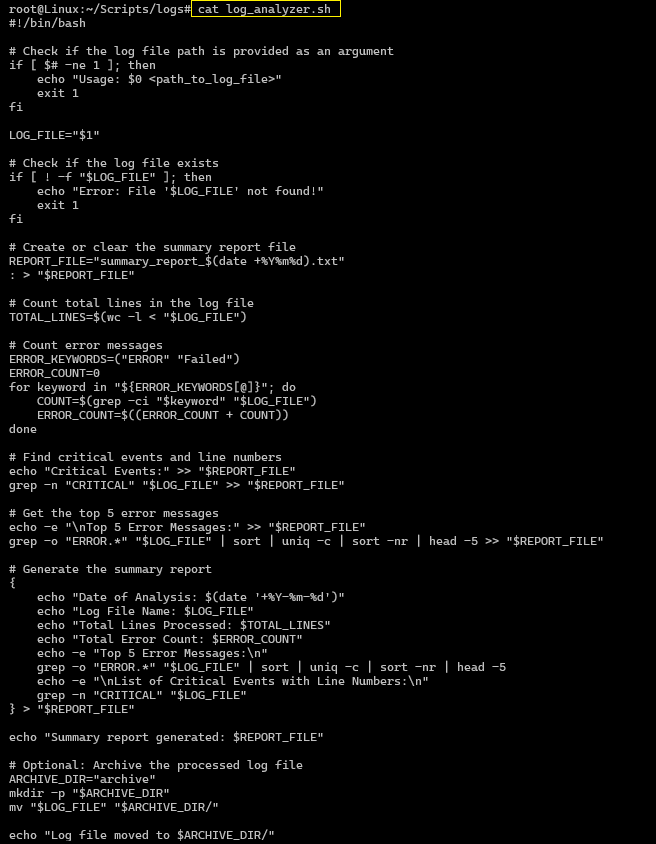 root@Linux:~/Scripts/logs# cat log_analyzer.sh
#!/bin/bash

# Check if the log file path is provided as an argument
if [ $# -ne 1 ]; then
    echo "Usage: $0 <path_to_log_file>"
    exit 1
fi

LOG_FILE="$1"

# Check if the log file exists
if [ ! -f "$LOG_FILE" ]; then
    echo "Error: File '$LOG_FILE' not found!"
    exit 1
fi

# Create or clear the summary report file
REPORT_FILE="summary_report_$(date +%Y%m%d).txt"
: > "$REPORT_FILE"

# Count total lines in the log file
TOTAL_LINES=$(wc -l < "$LOG_FILE")

# Count error messages
ERROR_KEYWORDS=("ERROR" "Failed")
ERROR_COUNT=0
for keyword in "${ERROR_KEYWORDS[@]}"; do
    COUNT=$(grep -ci "$keyword" "$LOG_FILE")
    ERROR_COUNT=$((ERROR_COUNT + COUNT))
done

# Find critical events and line numbers
echo "Critical Events:" >> "$REPORT_FILE"
grep -n "CRITICAL" "$LOG_FILE" >> "$REPORT_FILE"

# Get the top 5 error messages
echo -e "\nTop 5 Error Messages:" >> "$REPORT_FILE"
grep -o "ERROR.*" "$LOG_FILE" | sort | uniq -c | sort -nr | head -5 >> "$REPORT_FILE"

# Generate the summary report
{
    echo "Date of Analysis: $(date '+%Y-%m-%d')"
    echo "Log File Name: $LOG_FILE"
    echo "Total Lines Processed: $TOTAL_LINES"
    echo "Total Error Count: $ERROR_COUNT"
    echo -e "Top 5 Error Messages:\n"
    grep -o "ERROR.*" "$LOG_FILE" | sort | uniq -c | sort -nr | head -5
    echo -e "\nList of Critical Events with Line Numbers:\n"
    grep -n "CRITICAL" "$LOG_FILE"
} > "$REPORT_FILE"

echo "Summary report generated: $REPORT_FILE"

# Optional: Archive the processed log file
ARCHIVE_DIR="archive"
mkdir -p "$ARCHIVE_DIR"
mv "$LOG_FILE" "$ARCHIVE_DIR/"

echo "Log file moved to $ARCHIVE_DIR/"